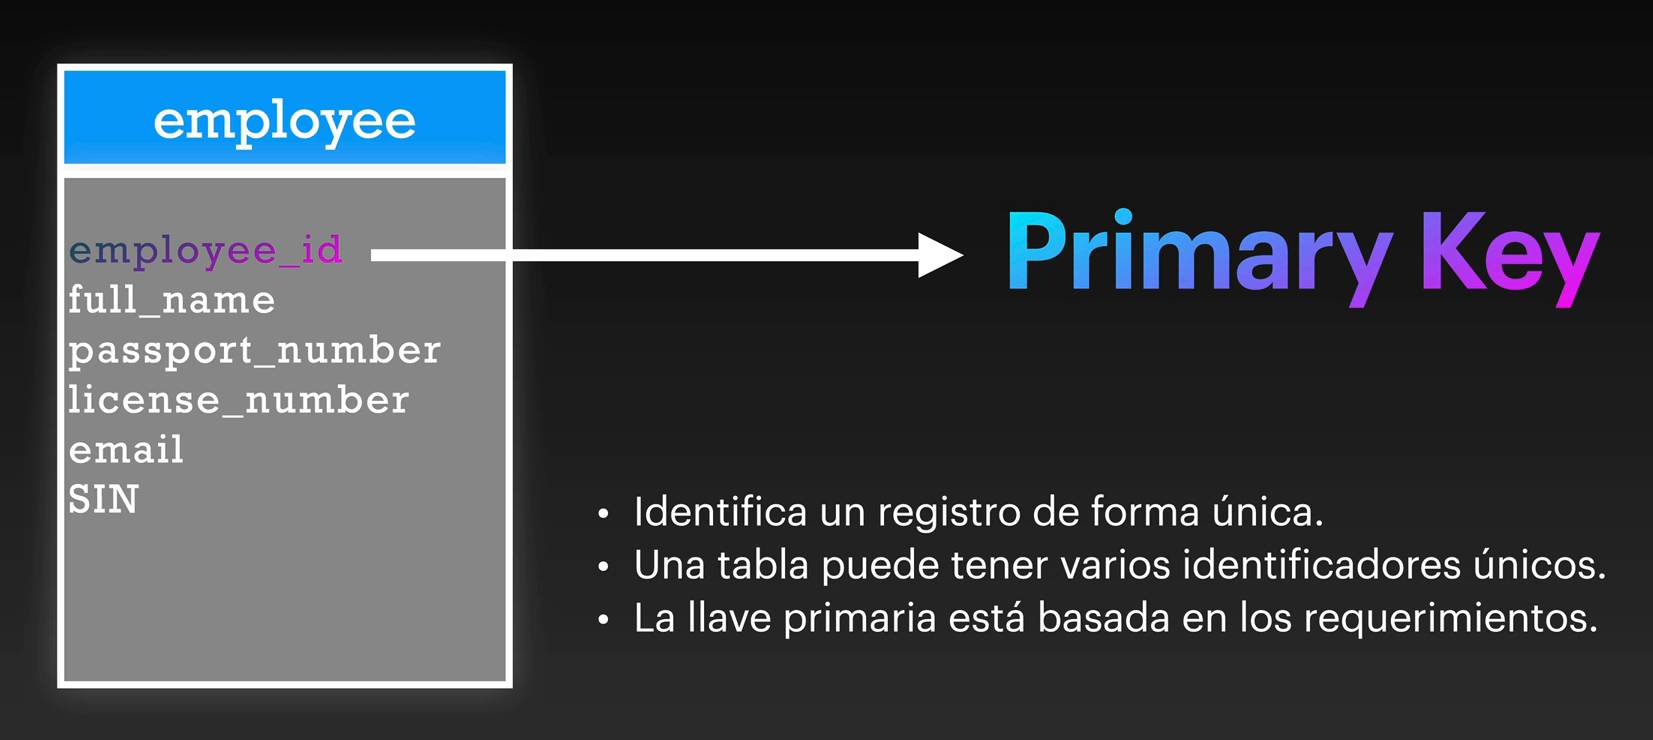 employee
employee_id
full_name
passport_number
license_number
email
SIN
Primary Key
• Identifica un registro de forma única.
• Una tabla puede tener varios identificadores únicos.
• La llave primaria está basada en los requerimientos.